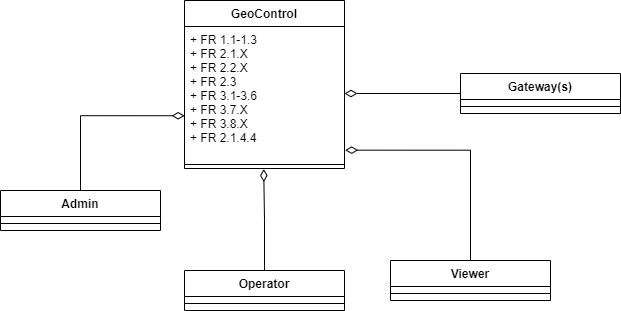 GeoControl
+ FR 1.1-1.3
+ FR 2.1.X
+ FR 2.2.X
+ FR 2.3
+ FR 3.1-3.6
+ FR 3.7.X
+ FR 3.8.X
+ FR 2.1.4.4
Gateway(s)
Admin
Operator
Viewer